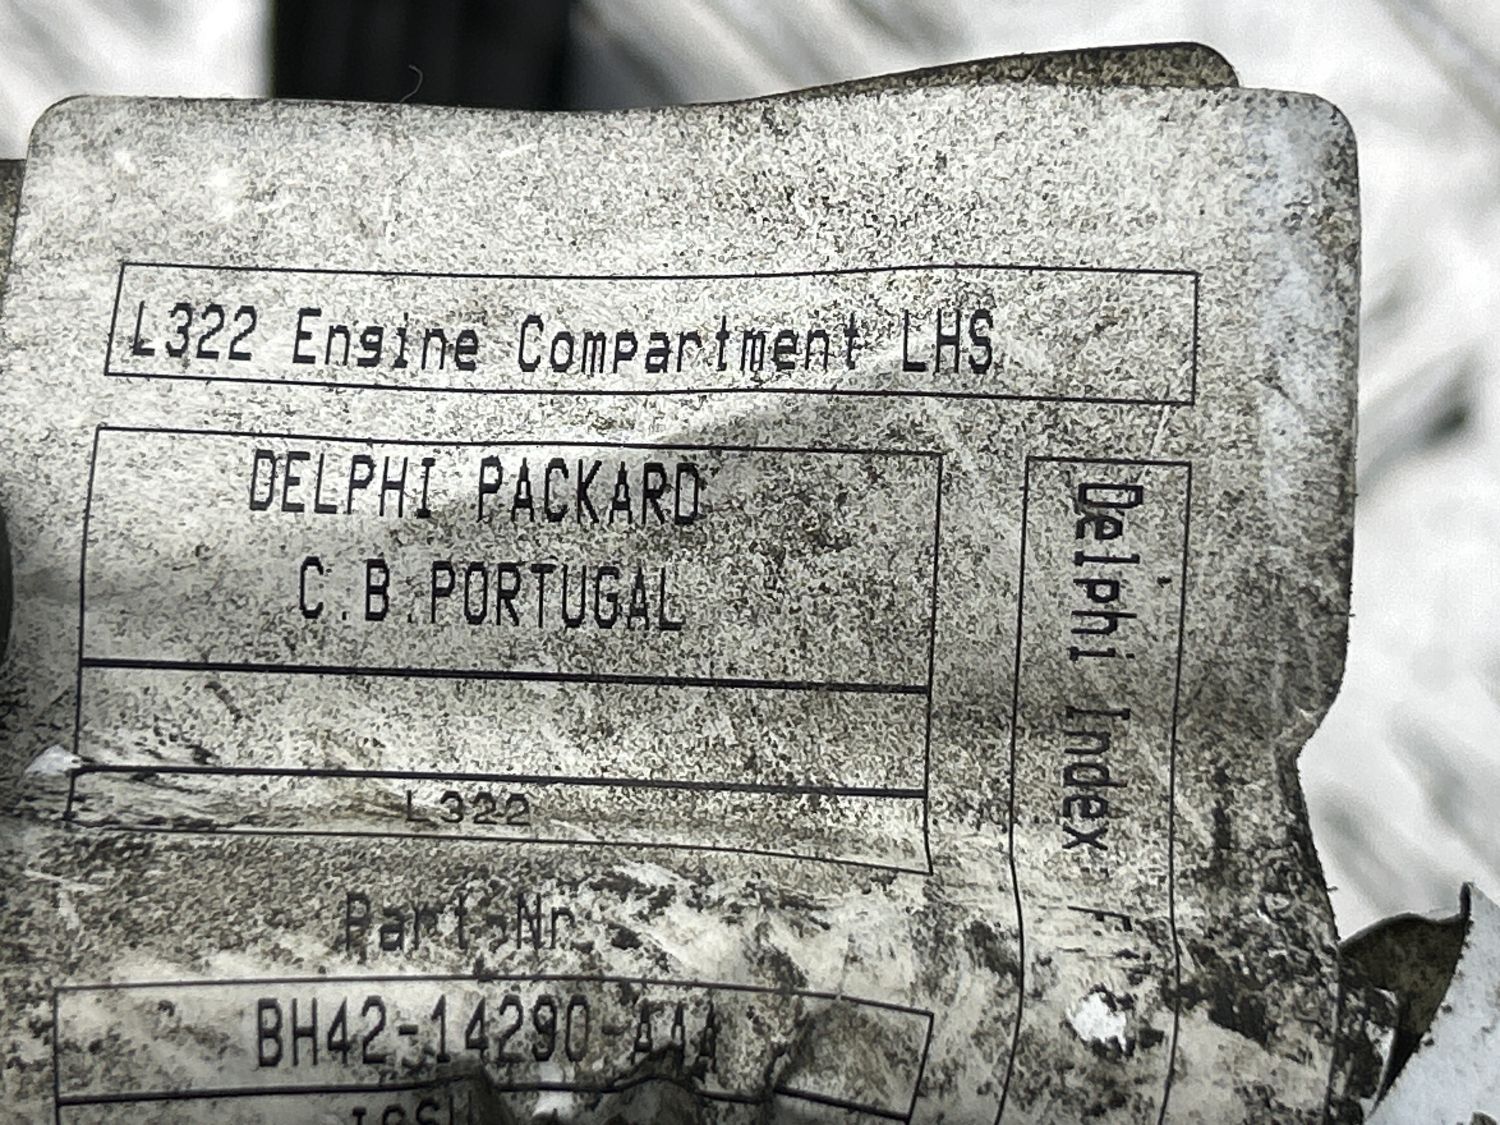 L322 Engine Compartment LHS
DELPHI PACKARD
C.B.PORTUGAL
L322
Part-Nr.
BH42-14290-AAA
Delphi Index